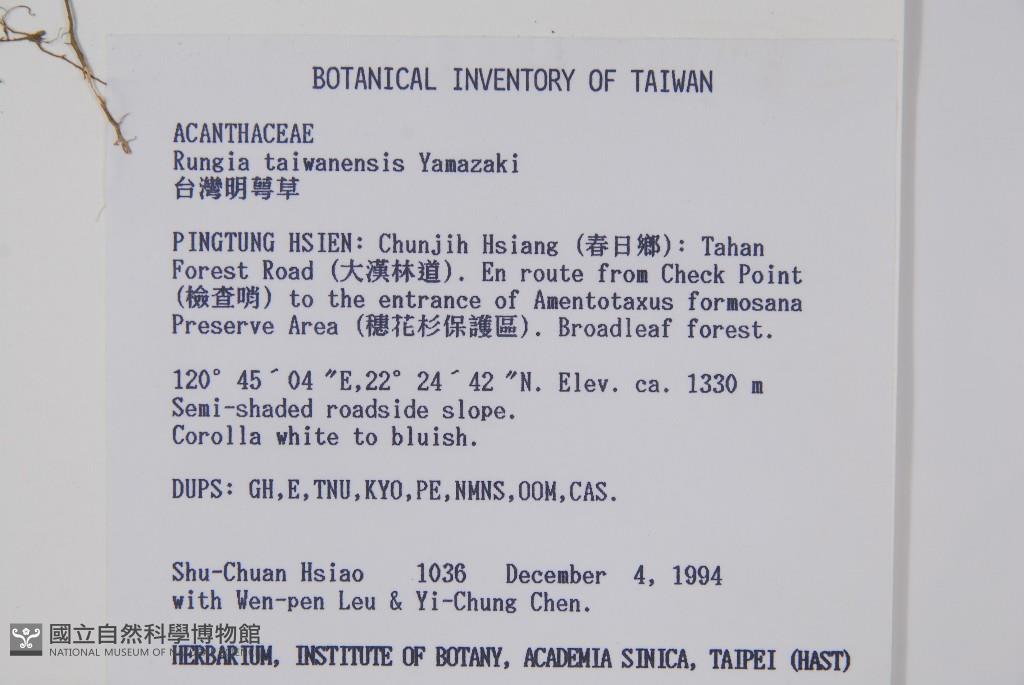 BOTANICAL INVENTORY OF TAIWAN
ACANTHACEAE
Rungia taiwanensis Yamazaki
台灣明萼草
PINGTUNG HSIEN: Chunjih Hsiang (春日鄉): Tahan
Forest Road (大漢林道). En route from Check Point
(檢查哨) to the entrance of Amentotaxus formosana
Preserve Area (穗花杉保護區). Broadleaf forest.
120° 45´04 ″E,22° 24´42 ″N. Elev. ca. 1330 m
Semi-shaded roadside slope.
Corolla white to bluish.
DUPS: GH,E,TNU,KYO,PE,NMNS,OOM,CAS.
Shu-Chuan Hsiao 1036 December 4, 1994
with Wen-pen Leu & Yi-Chung Chen.
HERBARIUM, INSTITUTE OF BOTANY, ACADEMIA SINICA, TAIPEI (HAST)
國立自然科學博物館
NATIONAL MUSEUM OF